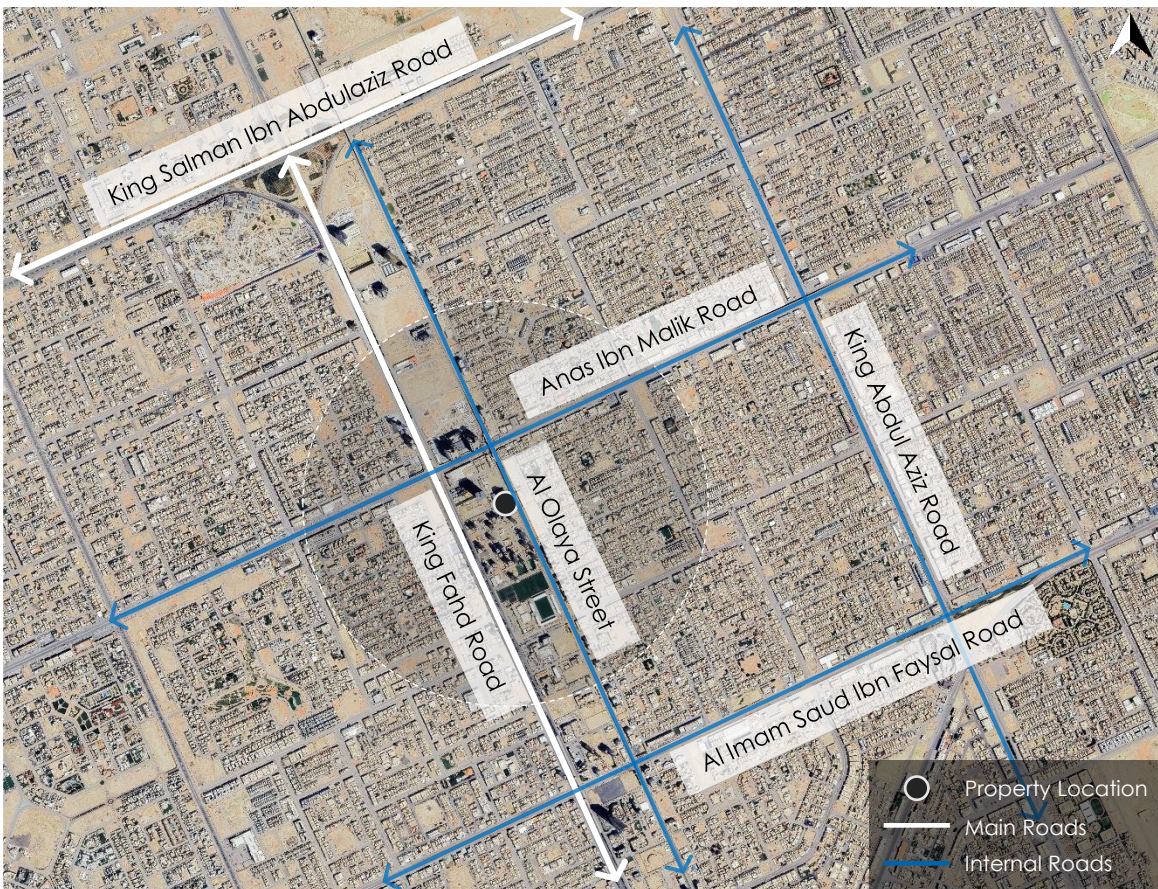 N
King Salman Ibn Abdulaziz Road
Anas Ibn Malik Road
King Abdul Aziz Road
Al Olaya Street
King Fahd Road
Al Imam Saud Ibn Faysal Road
Property Location
Main Roads
Internal Roads